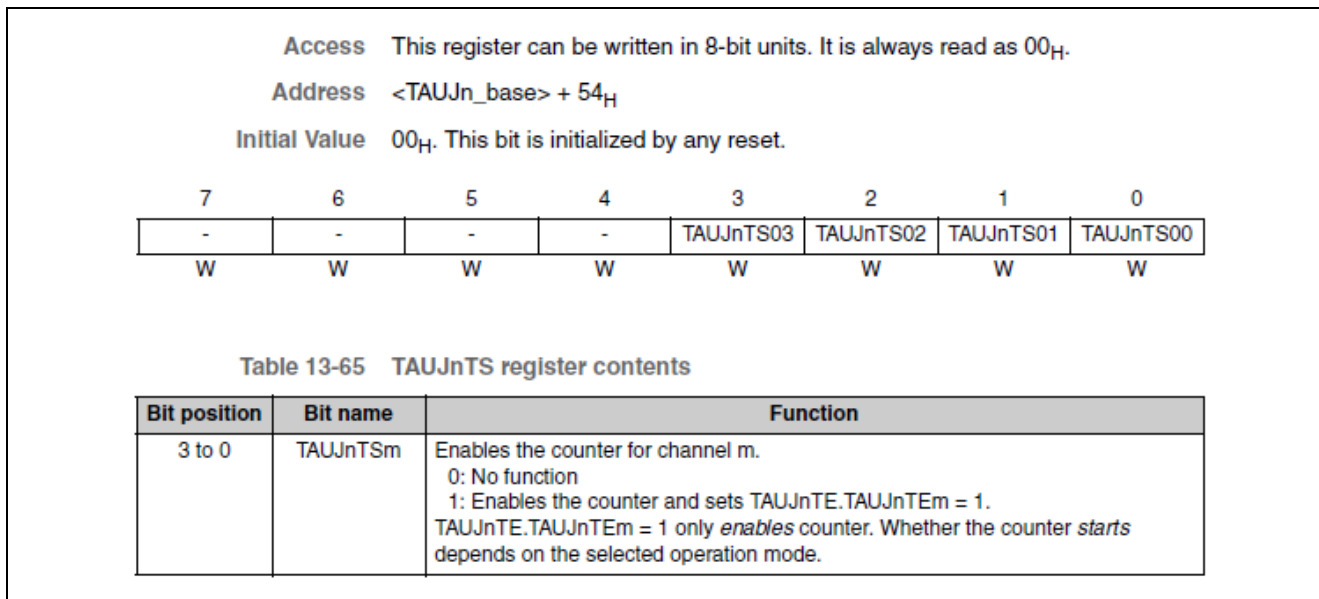 Access This register can be written in 8-bit units. It is always read as 00H.
Address <TAUJn_base> + 54H
Initial Value 00H. This bit is initialized by any reset.
7 6 5 4 3 2 1 0
- - - - TAUJnTS03 TAUJnTS02 TAUJnTS01 TAUJnTS00
W W W W W W W W
Table 13-65 TAUJnTS register contents
Bit position Bit name Function
3 to 0 TAUJnTSm Enables the counter for channel m.
0: No function
1: Enables the counter and sets TAUJnTE.TAUJnTEm = 1.
TAUJnTE.TAUJnTEm = 1 only enables counter. Whether the counter starts
depends on the selected operation mode.